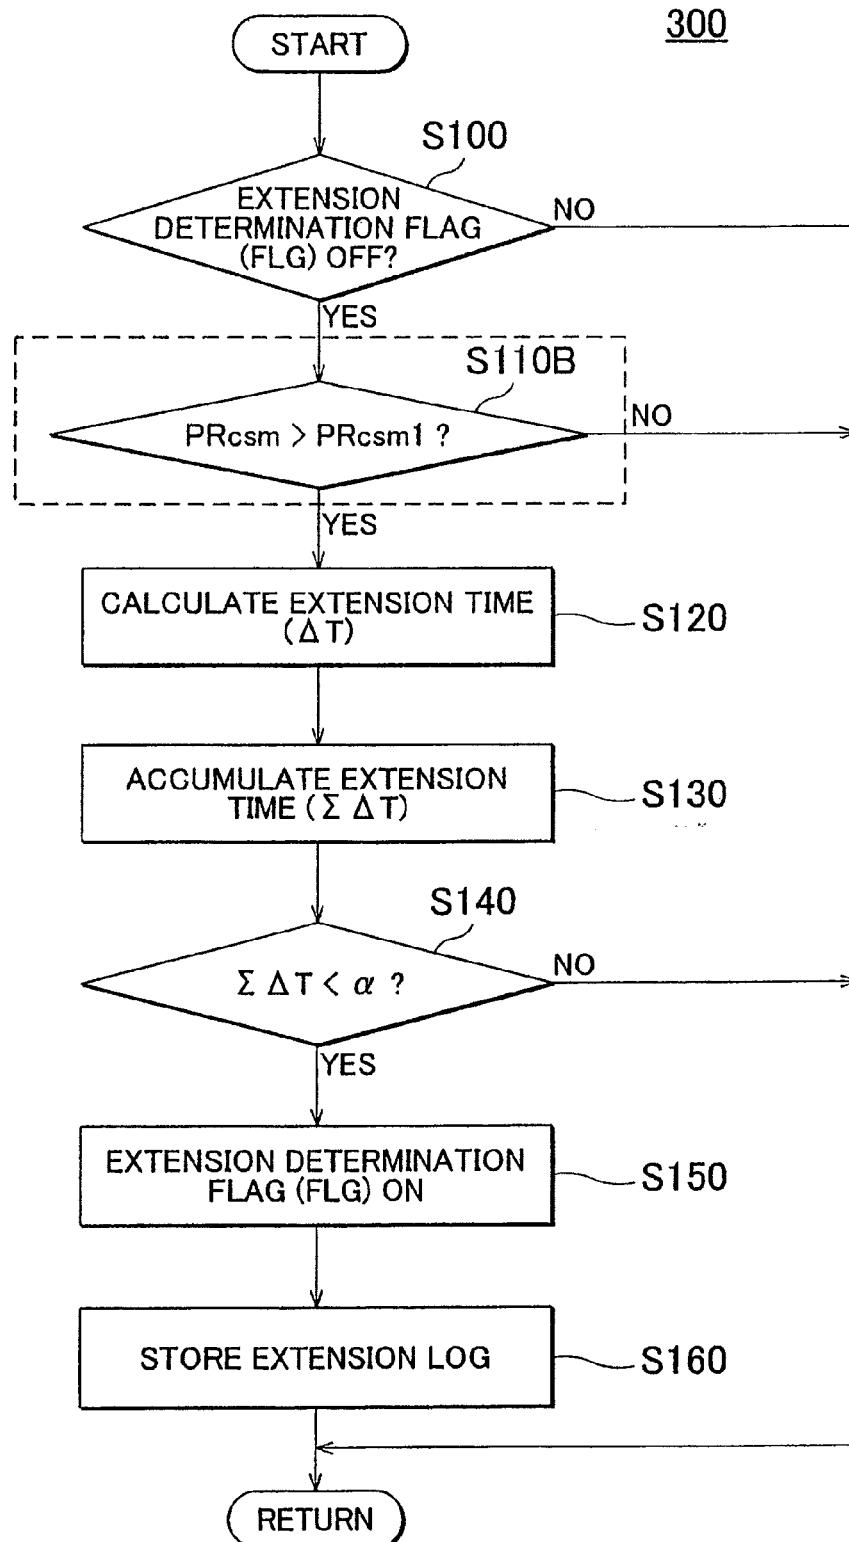 300
START
S100
EXTENSION
DETERMINATION FLAG
(FLG) OFF?
NO
YES
S110B
PRcsm > PRcsm1 ?
NO
YES
CALCULATE EXTENSION TIME
(ΔT)
S120
ACCUMULATE EXTENSION
TIME (Σ ΔT)
S130
S140
Σ ΔT < α ?
NO
YES
EXTENSION DETERMINATION
FLAG (FLG) ON
S150
STORE EXTENSION LOG
S160
RETURN